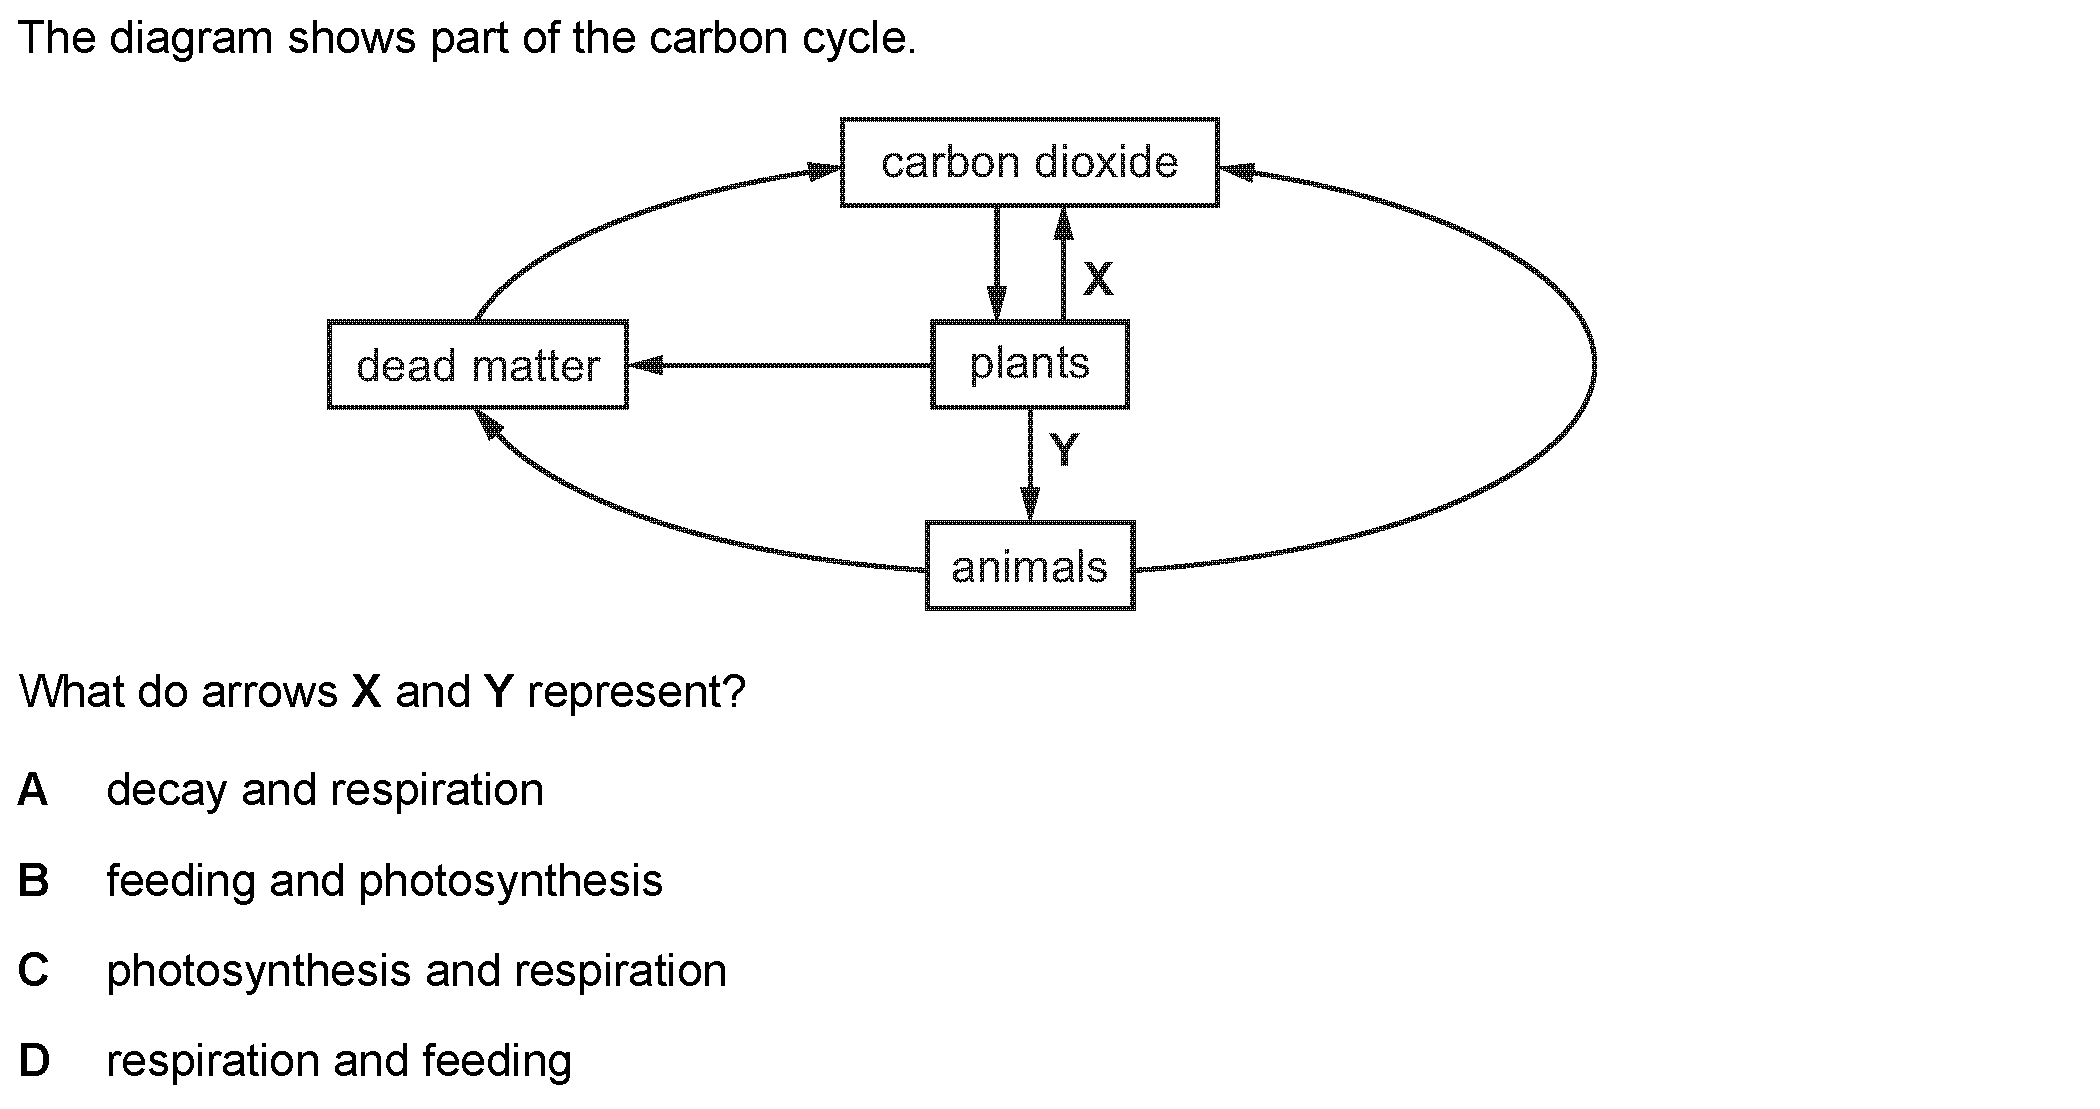 The diagram shows part of the carbon cycle.
carbon dioxide
X
dead matter
plants
Y
animals
What do arrows X and Y represent?
A decay and respiration
B feeding and photosynthesis
C photosynthesis and respiration
D respiration and feeding